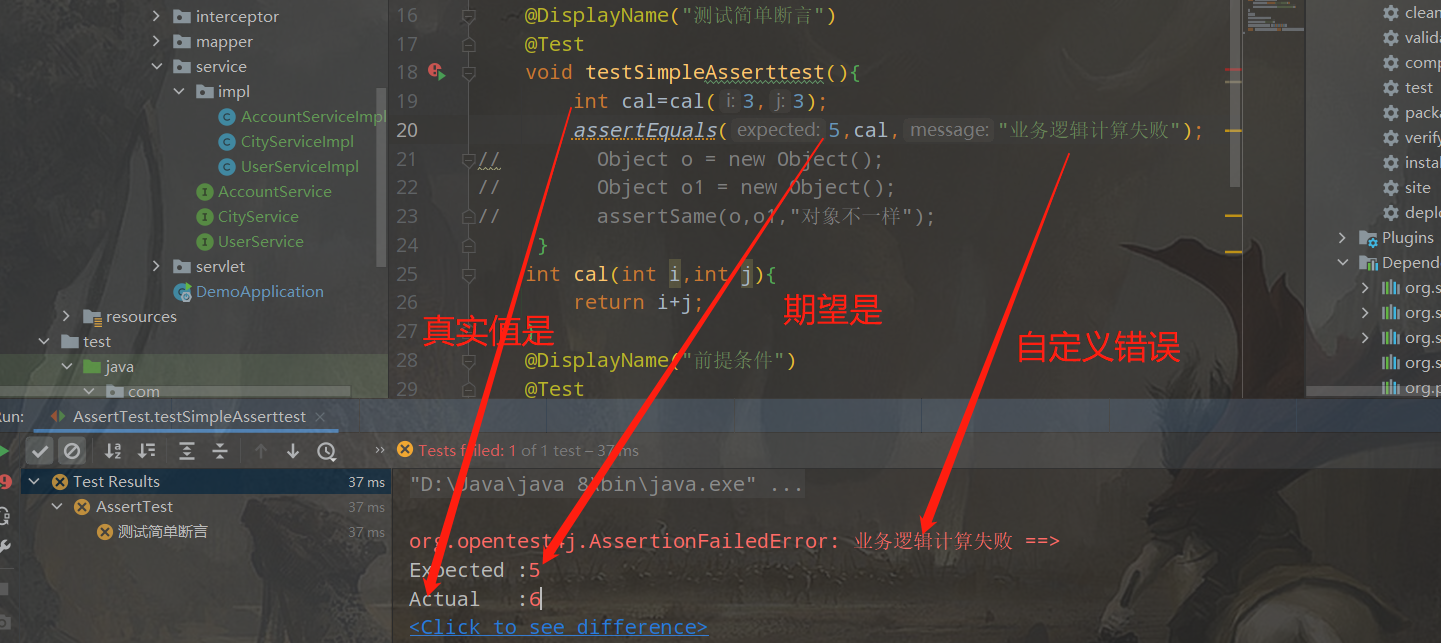 interceptor
mapper
service
impl
AccountServiceImpl
CityServiceImpl
UserServiceImpl
AccountService
CityService
UserService
servlet
DemoApplication
resources
test
java
com
16 @DisplayName("测试简单断言")
17 @Test
18 void testSimpleAsserttest(){
19 int cal=cal( i: 3, j: 3);
20 assertEquals( expected: 5,cal, message: "业务逻辑计算失败");
21 // Object o = new Object();
22 // Object o1 = new Object();
23 // assertSame(o,o1,"对象不一样");
24 }
25 int cal(int i,int j){
26 return i+j;
27
28 @DisplayName("前提条件")
29 @Test
真实值是
期望是
自定义错误
clean
valida
comp
test
packa
verify
instal
site
deplo
Plugins
Depend
org.s
org.s
org.s
org.s
org.p
un:
AssertTest.testSimpleAsserttest
Tests failed: 1 of 1 test – 37 ms
Test Results 37 ms
AssertTest 37 ms
测试简单断言 37 ms
"D:\Java\java 8\bin\java.exe" ...
org.opentest4j.AssertionFailedError: 业务逻辑计算失败 ==>
Expected :5
Actual :6
<Click to see difference>